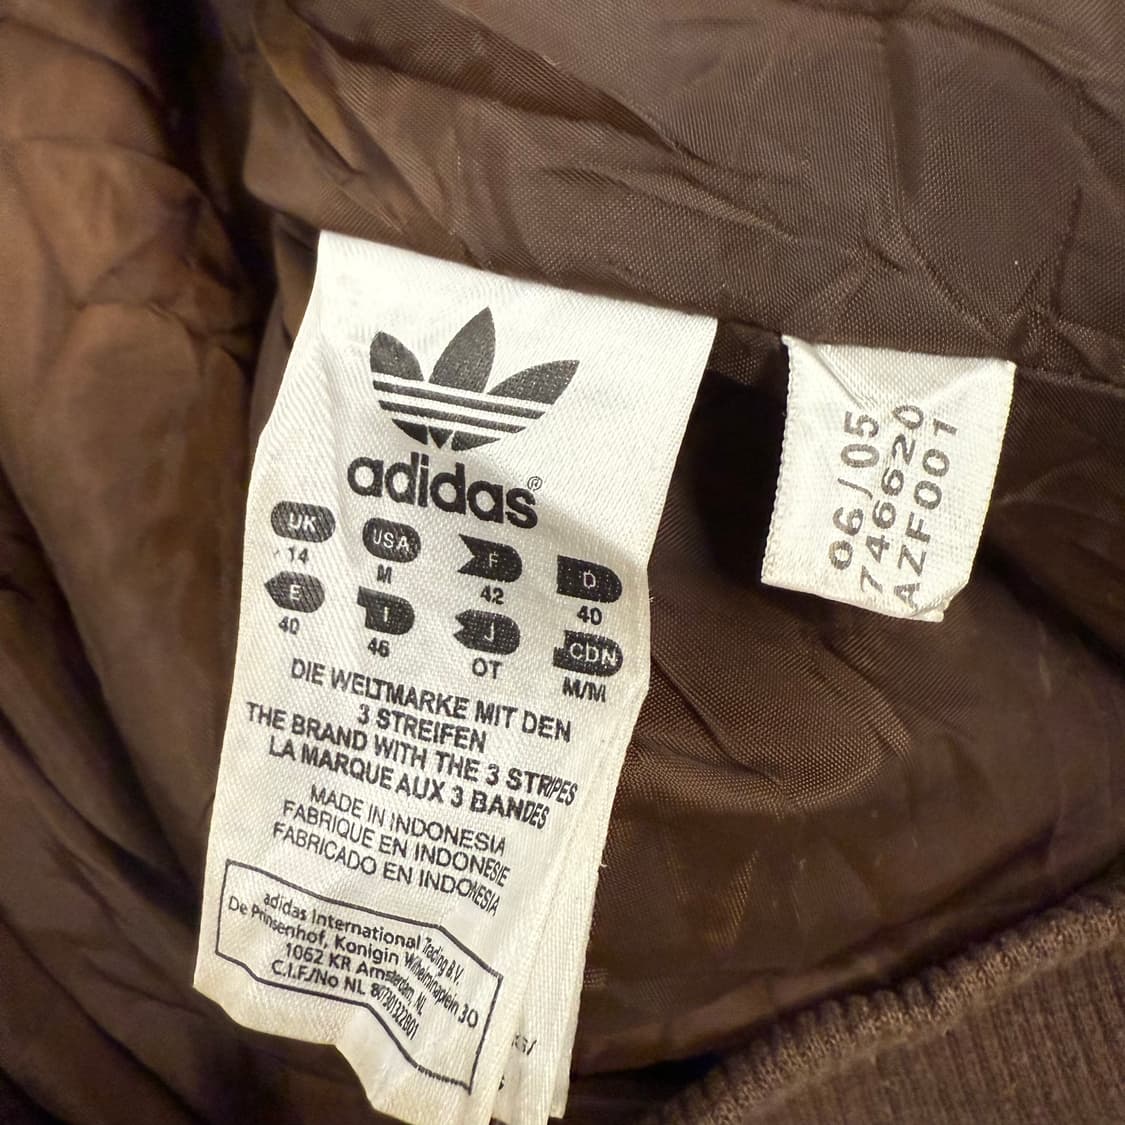 adidas®
UK USA F D
14 M 42 40
E I J CDN
40 46 OT M/M
DIE WELTMARKE MIT DEN
3 STREIFEN
THE BRAND WITH THE 3 STRIPES
LA MARQUE AUX 3 BANDES
MADE IN INDONESIA
FABRIQUE EN INDONESIE
FABRICADO EN INDONESIA
adidas International Trading B.V.
De Prinsenhof, Konigin Wilhelminaplein 30
1062 KR Amsterdam, NL
C.I.F./No NL
06/05
746620
AZF001